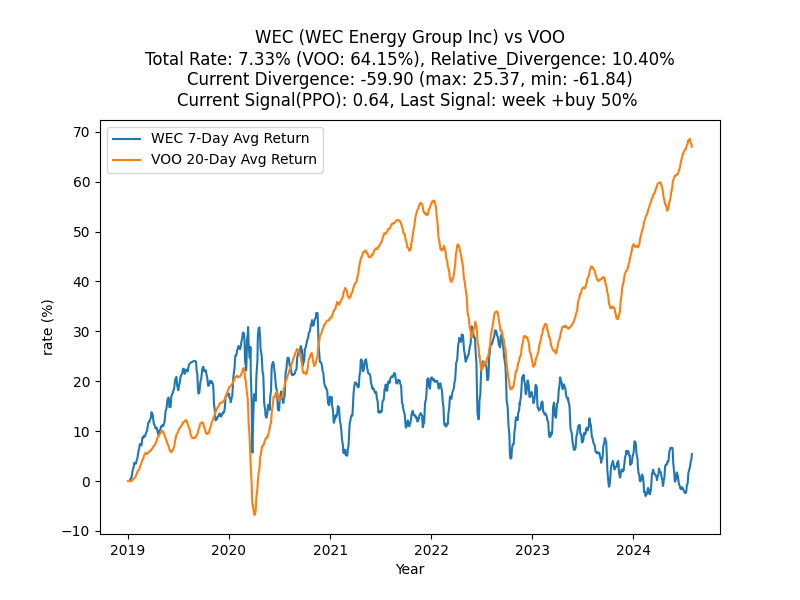 WEC (WEC Energy Group Inc) vs VOO
Total Rate: 7.33% (VOO: 64.15%), Relative_Divergence: 10.40%
Current Divergence: -59.90 (max: 25.37, min: -61.84)
Current Signal(PPO): 0.64, Last Signal: week +buy 50%
WEC 7-Day Avg Return
VOO 20-Day Avg Return
rate (%)
70
60
50
40
30
20
10
0
−10
2019 2020 2021 2022 2023 2024
Year